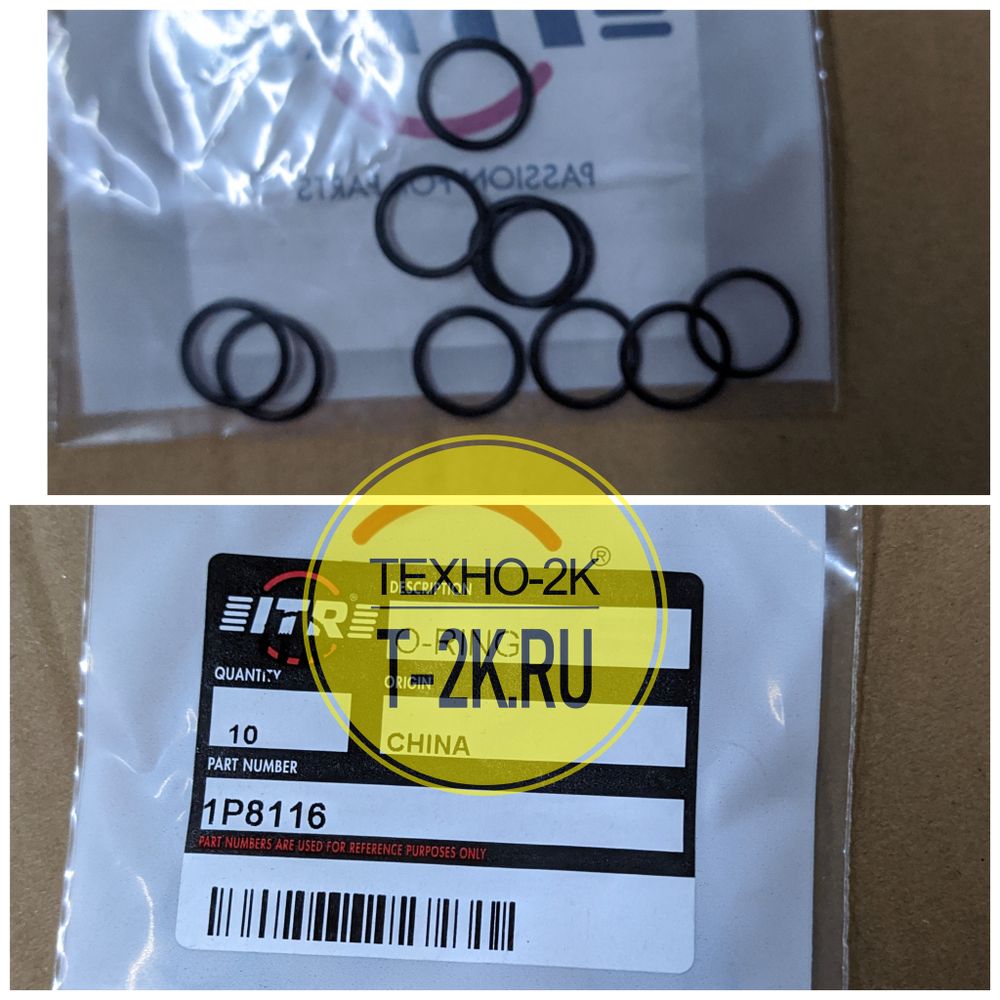 PASSION FOR PARTS
ТЕХНО-2К®
T-2K.RU
ITR®
DESCRIPTION
O-RING
QUANTITY
ORIGIN
10
CHINA
PART NUMBER
1P8116
PART NUMBERS ARE USED FOR REFERENCE PURPOSES ONLY